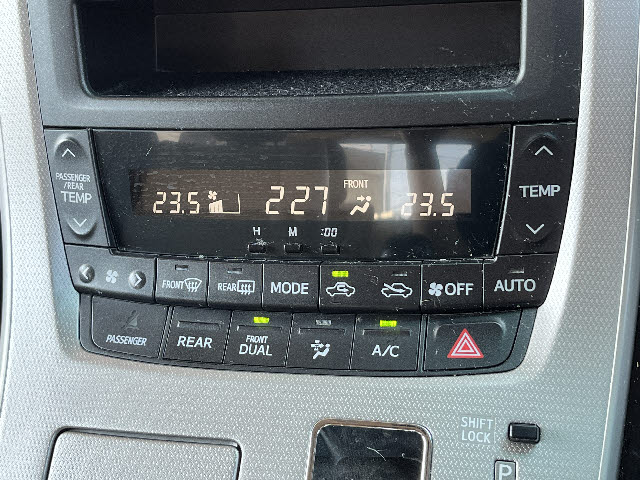 PASSENGER
/REAR
TEMP
23.5
2:27
FRONT
23.5
TEMP
H M :00
FRONT
REAR
MODE
OFF
AUTO
PASSENGER
REAR
FRONT
DUAL
A/C
SHIFT
LOCK
P